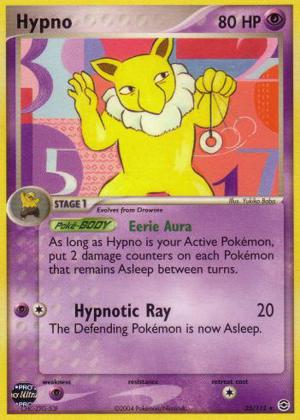 Hypno 80 HP
Illus. Yukiko Baba
STAGE 1
Evolves from Drowzee
Poké-BODY Eerie Aura
As long as Hypno is your Active Pokémon,
put 2 damage counters on each Pokémon
that remains Asleep between turns.
Hypnotic Ray 20
The Defending Pokémon is now Asleep.
weakness resistance retreat cost
PRO
©2004 Pokémon/Nintendo